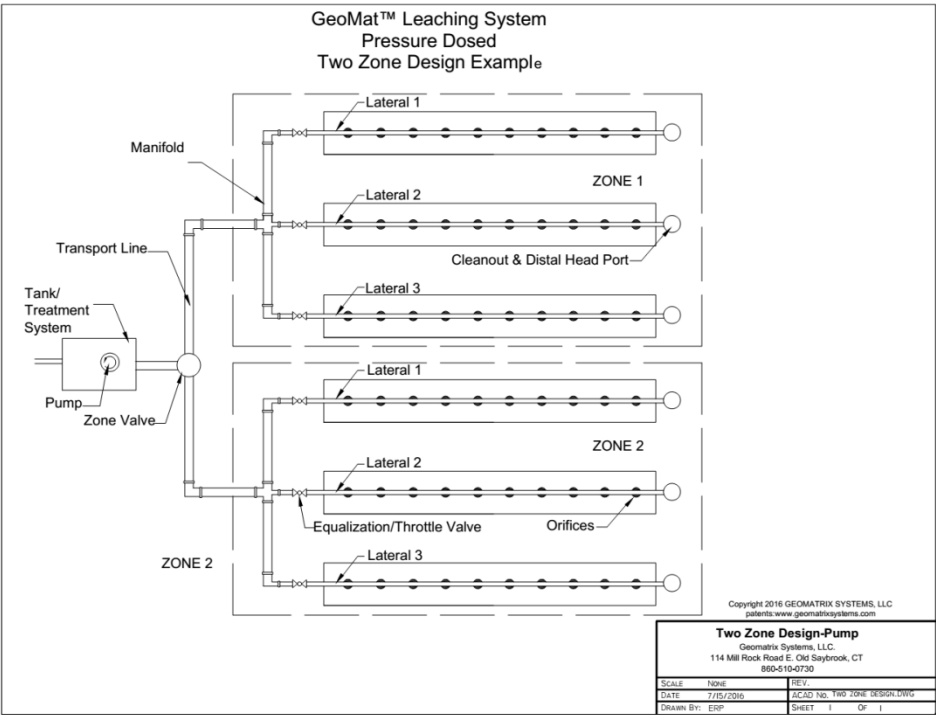 GeoMat™ Leaching System
Pressure Dosed
Two Zone Design Example
Lateral 1
Manifold
ZONE 1
Lateral 2
Transport Line
Cleanout & Distal Head Port
Tank/
Treatment
System
Lateral 3
Pump
Zone Valve
Lateral 1
ZONE 2
Lateral 2
Equalization/Throttle Valve
Orifices
Lateral 3
ZONE 2
Copyright 2016 GEOMATRIX SYSTEMS, LLC
patents:www.geomatrixsystems.com
Two Zone Design-Pump
Geomatrix Systems, LLC.
114 Mill Rock Road E. Old Saybrook, CT
860-510-0730
SCALE NONE REV.
DATE 7/15/2016 ACAD No. TWO ZONE DESIGN.DWG
DRAWN BY: ERP SHEET 1 OF 1